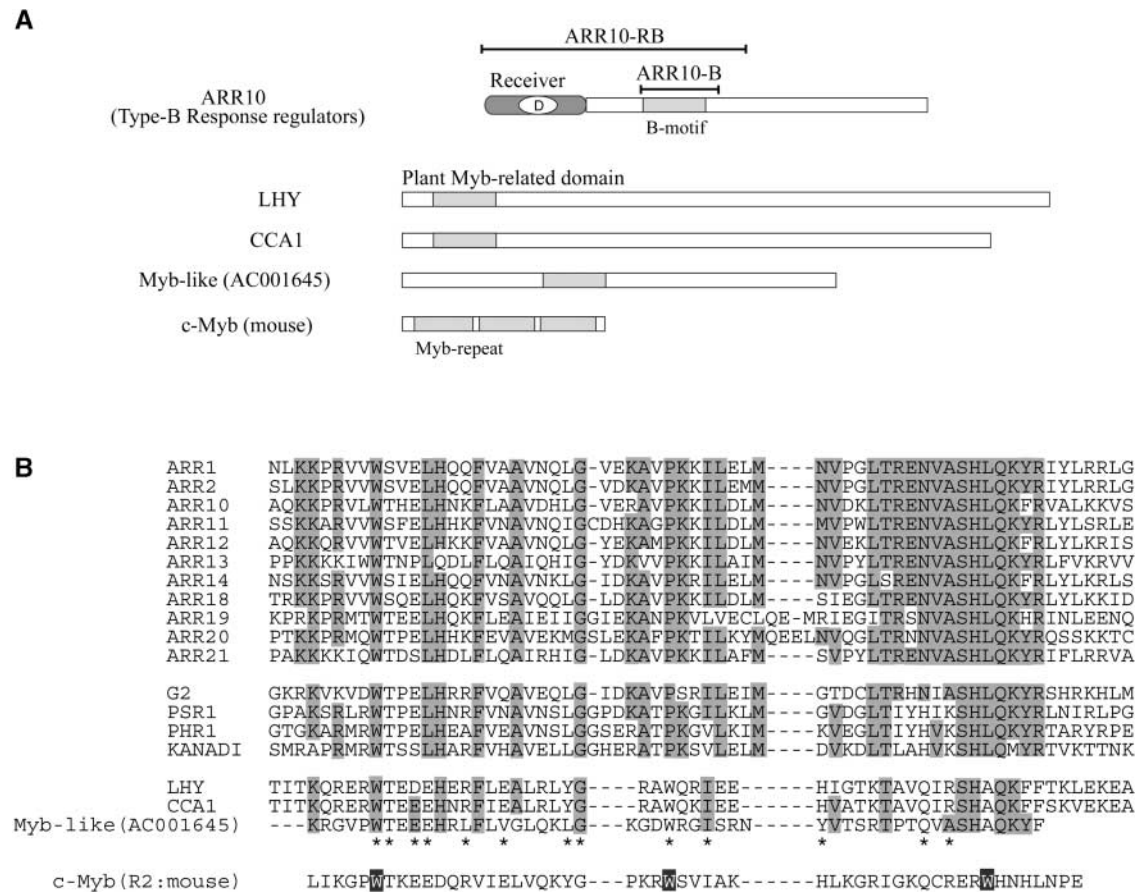 A
ARR10-RB
Receiver
ARR10-B
ARR10
(Type-B Response regulators)
D
B-motif
Plant Myb-related domain
LHY
CCA1
Myb-like (AC001645)
c-Myb (mouse)
Myb-repeat
B
ARR1 NLKKPRVVWSVELHQQFVAAVNQLG-VEKAVPKKILELM----NVPGLTRENVASHLQKYRIYLRRLG
ARR2 SLKKPRVVWSVELHQQFVAAVNQLG-VDKAVPKKILEMM----NVPGLTRENVASHLQKYRIYLRRLG
ARR10 AQKKPRVLWTHELHNKFLAAVDHLG-VERAVPKKILDLM----NVDKLTRENVASHLQKFRVALKKVS
ARR11 SSKKARVVWSFELHHKFVNAVNQIGCDHKAGPKKILDLM----MVPWLTRENVASHLQKYRLYLSRLE
ARR12 AQKKQRVVWTVELHKKFVAAVNQLG-YEKAMPKKILDLM----NVEKLTRENVASHLQKFRLYLKRIS
ARR13 PPKKKKIWWTNPLQDLFLQAIQHIG-YDKVVPKKILAIM----NVPYLTRENVASHLQKYRLFVKRVV
ARR14 NSKKSRVVWSIELHQQFVNAVNKLG-IDKAVPKRILELM----NVPGLSRENVASHLQKFRLYLKRLS
ARR18 TRKKPRVVWSQELHQKFVSAVQQLG-LDKAVPKKILDLM----SIEGLTRENVASHLQKYRLYLKKID
ARR19 KPRKPRMTWTEELHQKFLEAIEIIGGIEKANPKVLVECLQE-MRIEGITRSNVASHLQKHRINLEENQ
ARR20 PTKKPRMQWTPELHHKFEVAVEKMGSLEKAFPKTILKYMQEELNVQGLTRNNVASHLQKYRQSSKKTC
ARR21 PAKKKKIQWTDSLHDLFLQAIRHIG-LDKAVPKKILAFM----SVPYLTRENVASHLQKYRIFLRRVA
G2 GKRKVKVDWTPELHRRFVQAVEQLG-IDKAVPSRILEIM----GTDCLTRHNIASHLQKYRSHRKHLM
PSR1 GPAKSRLRWTPELHNRFVNAVNSLGGPDKATPKGILKLM----GVDGLTIYHIKSHLQKYRLNIRLPG
PHR1 GTGKARMRWTPELHEAFVEAVNSLGGSERATPKGVLKIM----KVEGLTIYHVKSHLQKYRTARYRPE
KANADI SMRAPRMRWTSSLHARFVHAVELLGGHERATPKSVLELM----DVKDLTLAHVKSHLQMYRTVKTTNK
LHY TITKQRERWTEDEHERFLEALRLYG---RAWQRIEE------HIGTKTAVQIRSHAQKFFTKLEKEA
CCA1 TITKQRERWTEEEHNRFIEALRLYG---RAWQKIEE------HVATKTAVQIRSHAQKFFSKVEKEA
Myb-like(AC001645) ---KRGVPWTEEEHRLFLVGLQKLG---KGDWRGISRN----YVTSRTPTQVASHAQKYF
** ** * * ** * * * * *
c-Myb(R2:mouse) LIKGPWTKEEDQRVIELVQKYG---PKRWSVIAK-----HLKGRIGKQCRERWHNHLNPE